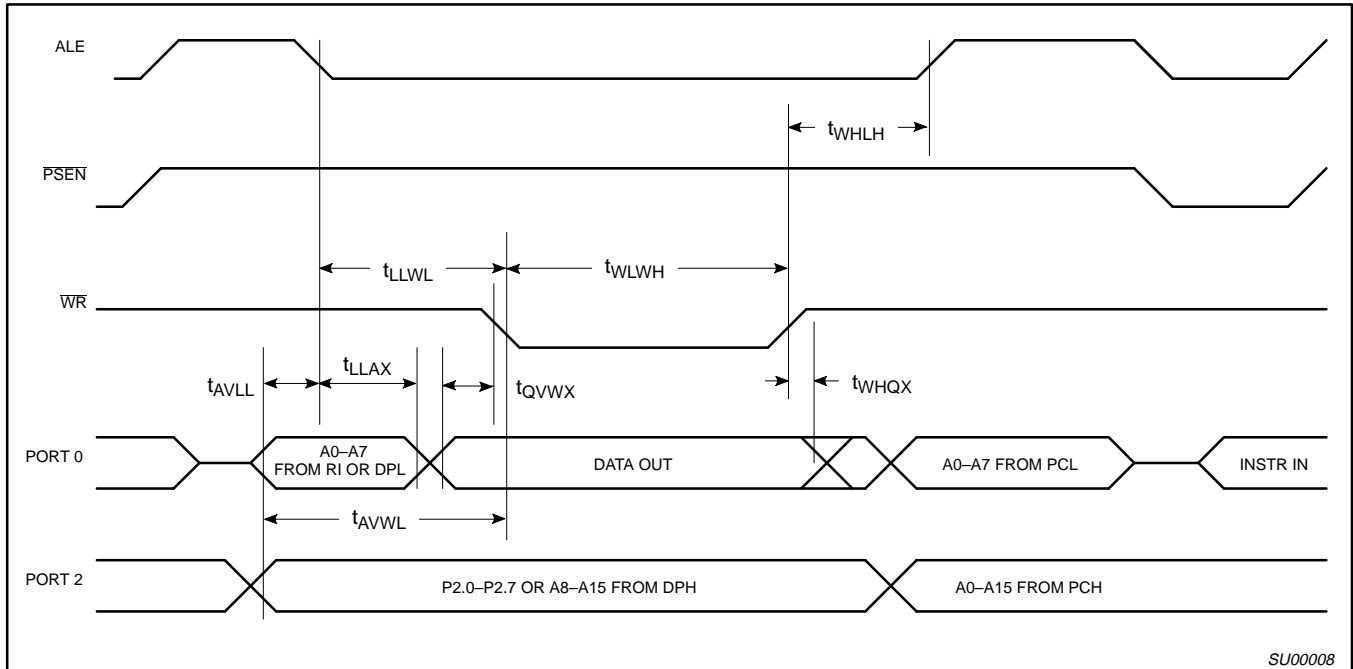 ALE
tWHLH
PSEN
tLLWL
tWLWH
WR
tLLAX
tAVLL
tQVWX
tWHQX
PORT 0
A0–A7
FROM RI OR DPL
DATA OUT
A0–A7 FROM PCL
INSTR IN
tAVWL
PORT 2
P2.0–P2.7 OR A8–A15 FROM DPH
A0–A15 FROM PCH
SU00008